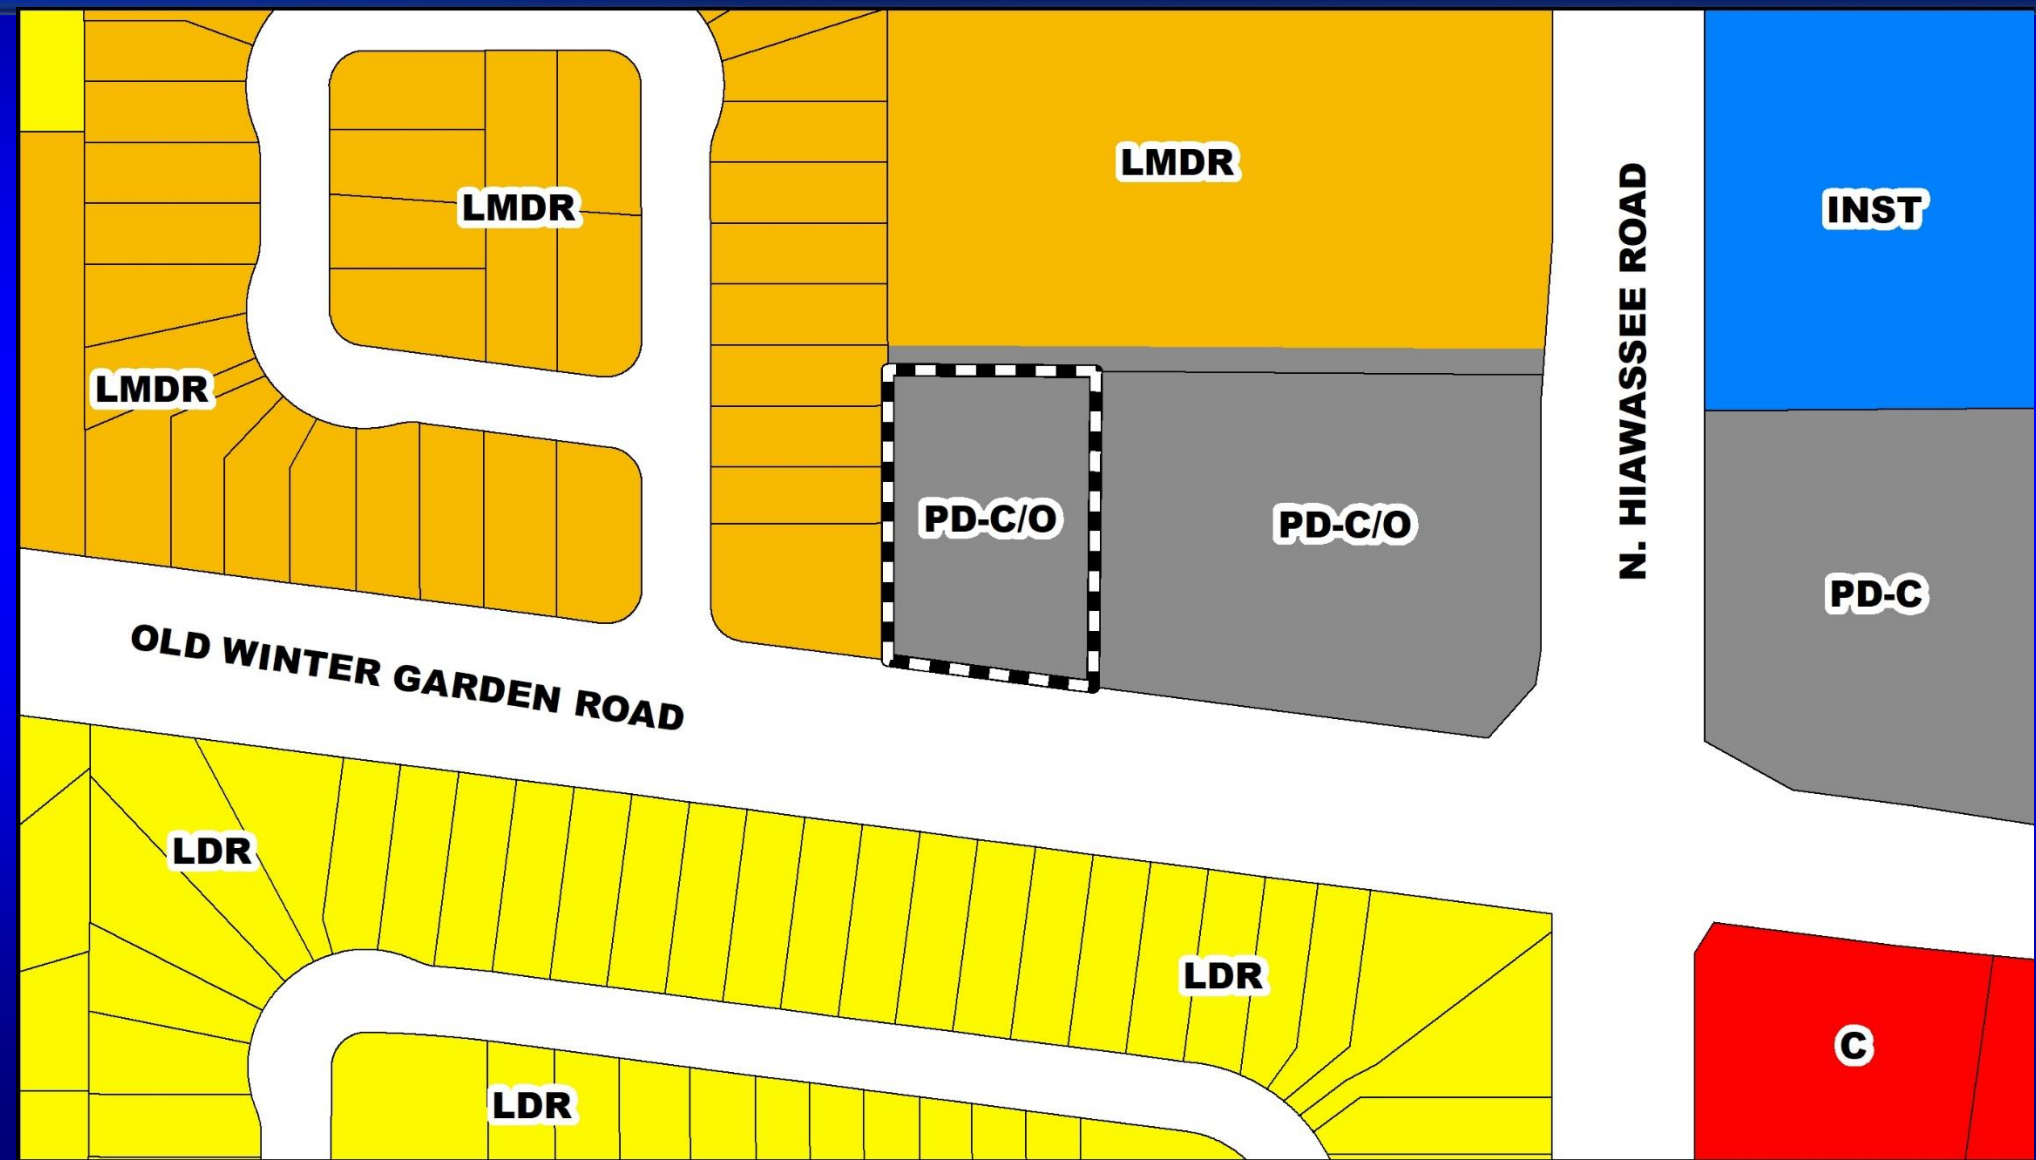 LMDR
LMDR
INST
N. HIAWASSEE ROAD
LMDR
PD-C/O
PD-C/O
PD-C
OLD WINTER GARDEN ROAD
LDR
LDR
C
LDR